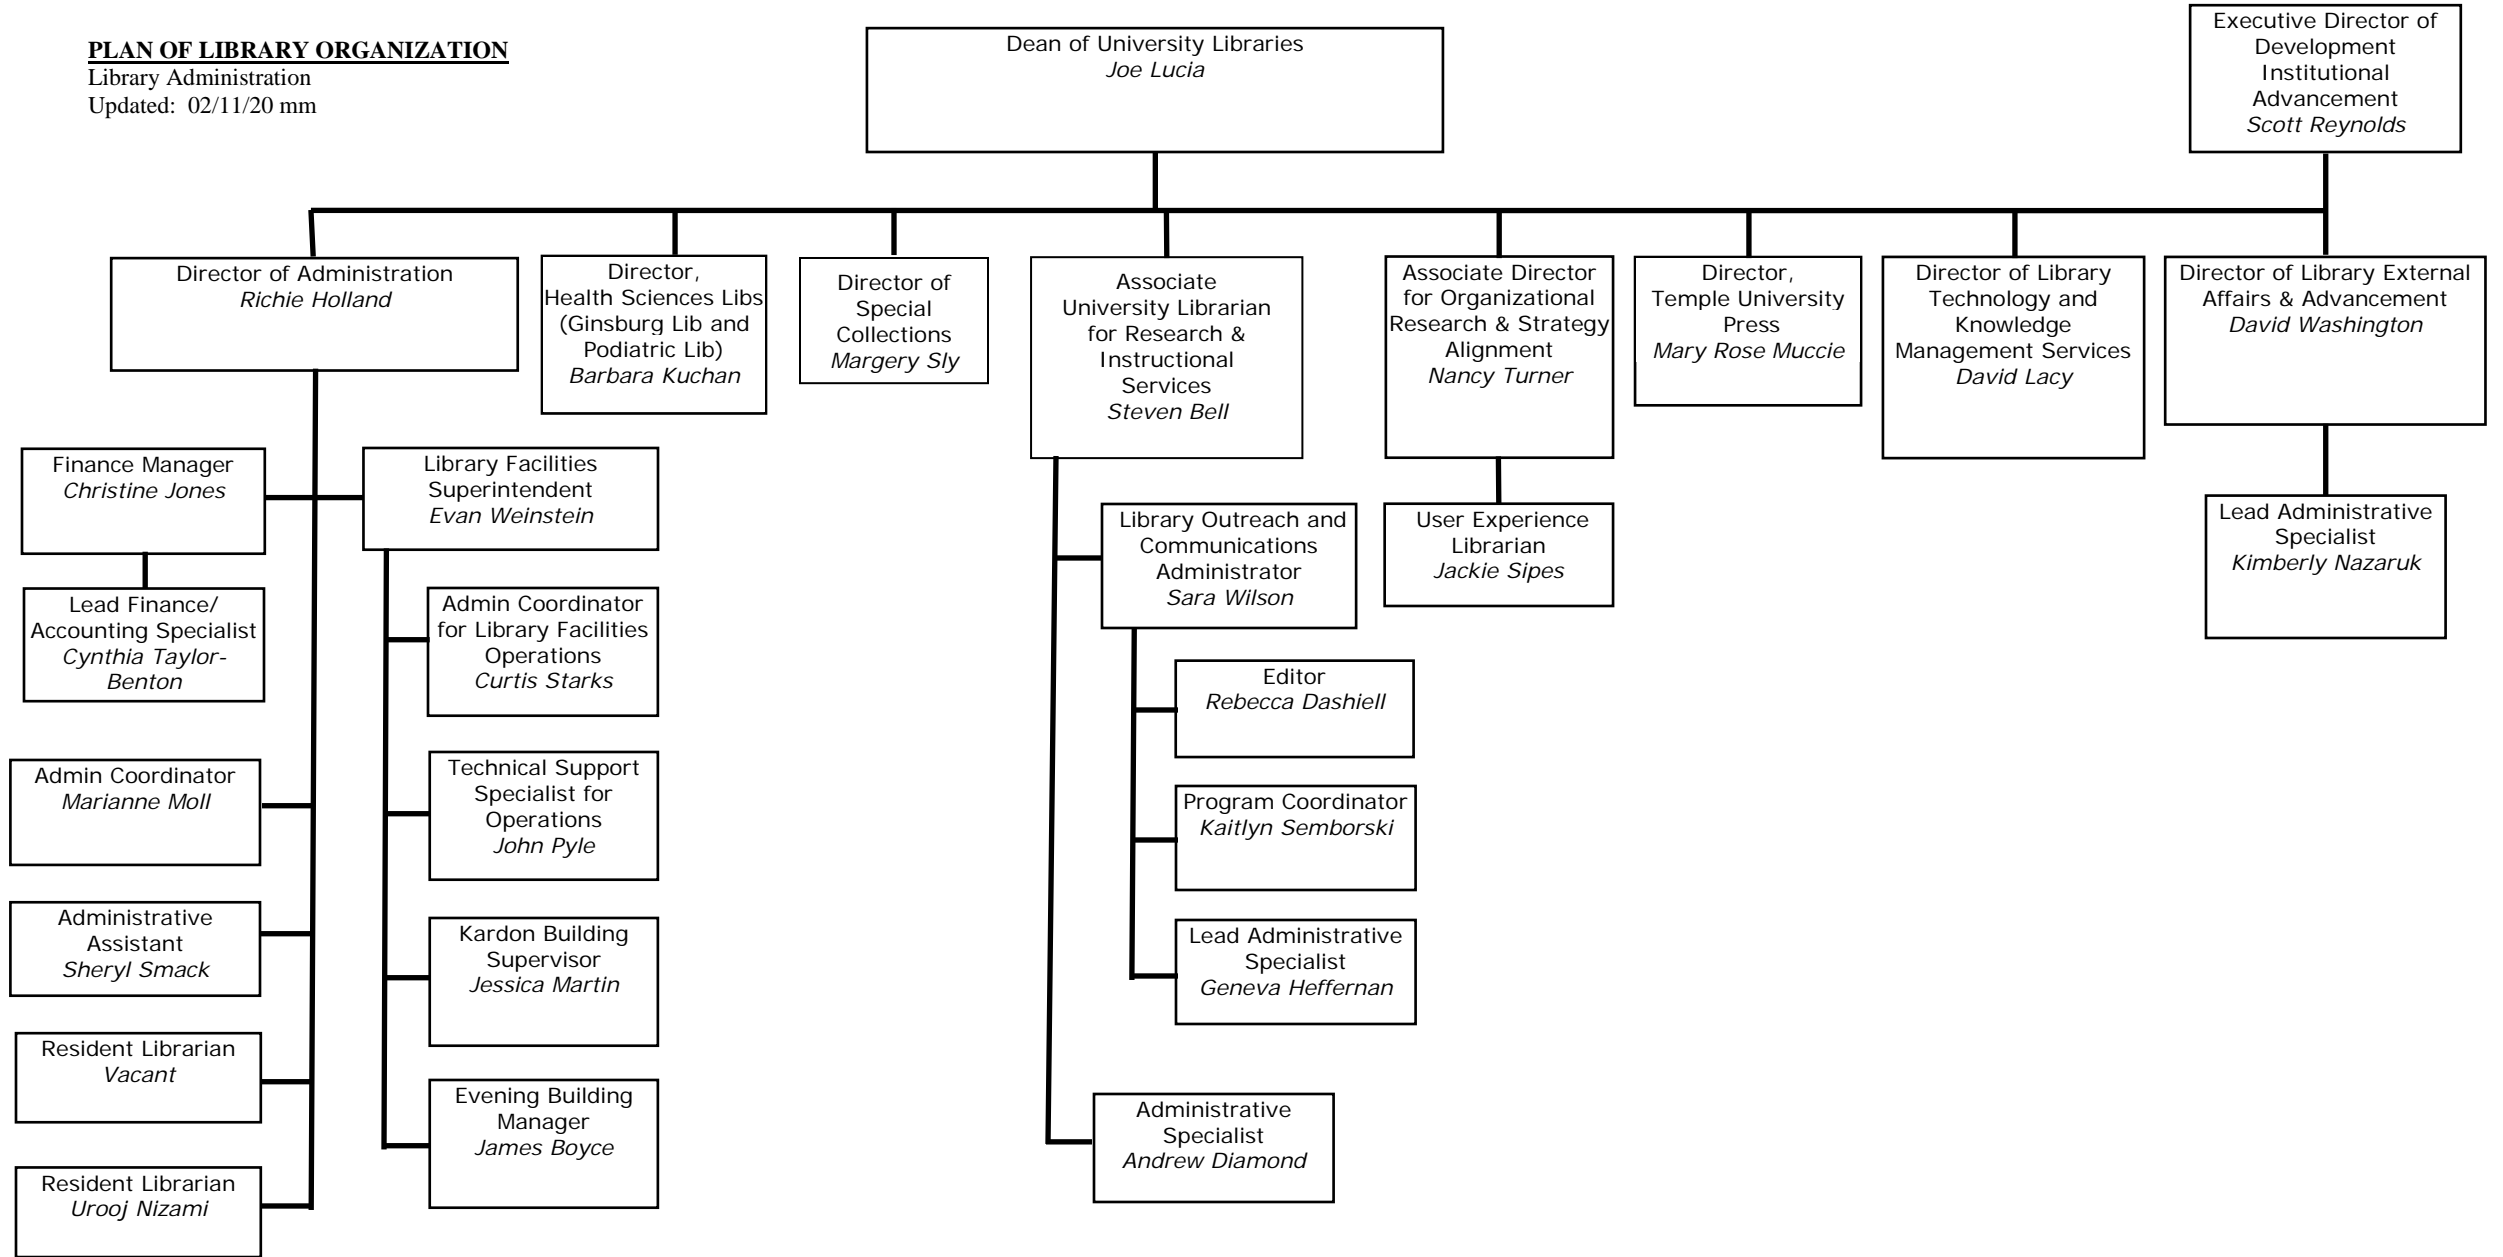 PLAN OF LIBRARY ORGANIZATION
Library Administration
Updated: 02/11/20 mm
Dean of University Libraries
Joe Lucia
Executive Director of
Development
Institutional
Advancement
Scott Reynolds
Director of Administration
Richie Holland
Director,
Health Sciences Libs
(Ginsburg Lib and
Podiatric Lib)
Barbara Kuchan
Director of
Special
Collections
Margery Sly
Associate
University Librarian
for Research &
Instructional
Services
Steven Bell
Associate Director
for Organizational
Research & Strategy
Alignment
Nancy Turner
Director,
Temple University
Press
Mary Rose Muccie
Director of Library
Technology and
Knowledge
Management Services
David Lacy
Director of Library External
Affairs & Advancement
David Washington
Finance Manager
Christine Jones
Library Facilities
Superintendent
Evan Weinstein
Lead Finance/
Accounting Specialist
Cynthia Taylor-
Benton
Admin Coordinator
for Library Facilities
Operations
Curtis Starks
Admin Coordinator
Marianne Moll
Technical Support
Specialist for
Operations
John Pyle
Administrative
Assistant
Sheryl Smack
Kardon Building
Supervisor
Jessica Martin
Resident Librarian
Vacant
Evening Building
Manager
James Boyce
Resident Librarian
Urooj Nizami
Library Outreach and
Communications
Administrator
Sara Wilson
Editor
Rebecca Dashiell
Program Coordinator
Kaitlyn Semborski
Lead Administrative
Specialist
Geneva Heffernan
Administrative
Specialist
Andrew Diamond
User Experience
Librarian
Jackie Sipes
Lead Administrative
Specialist
Kimberly Nazaruk